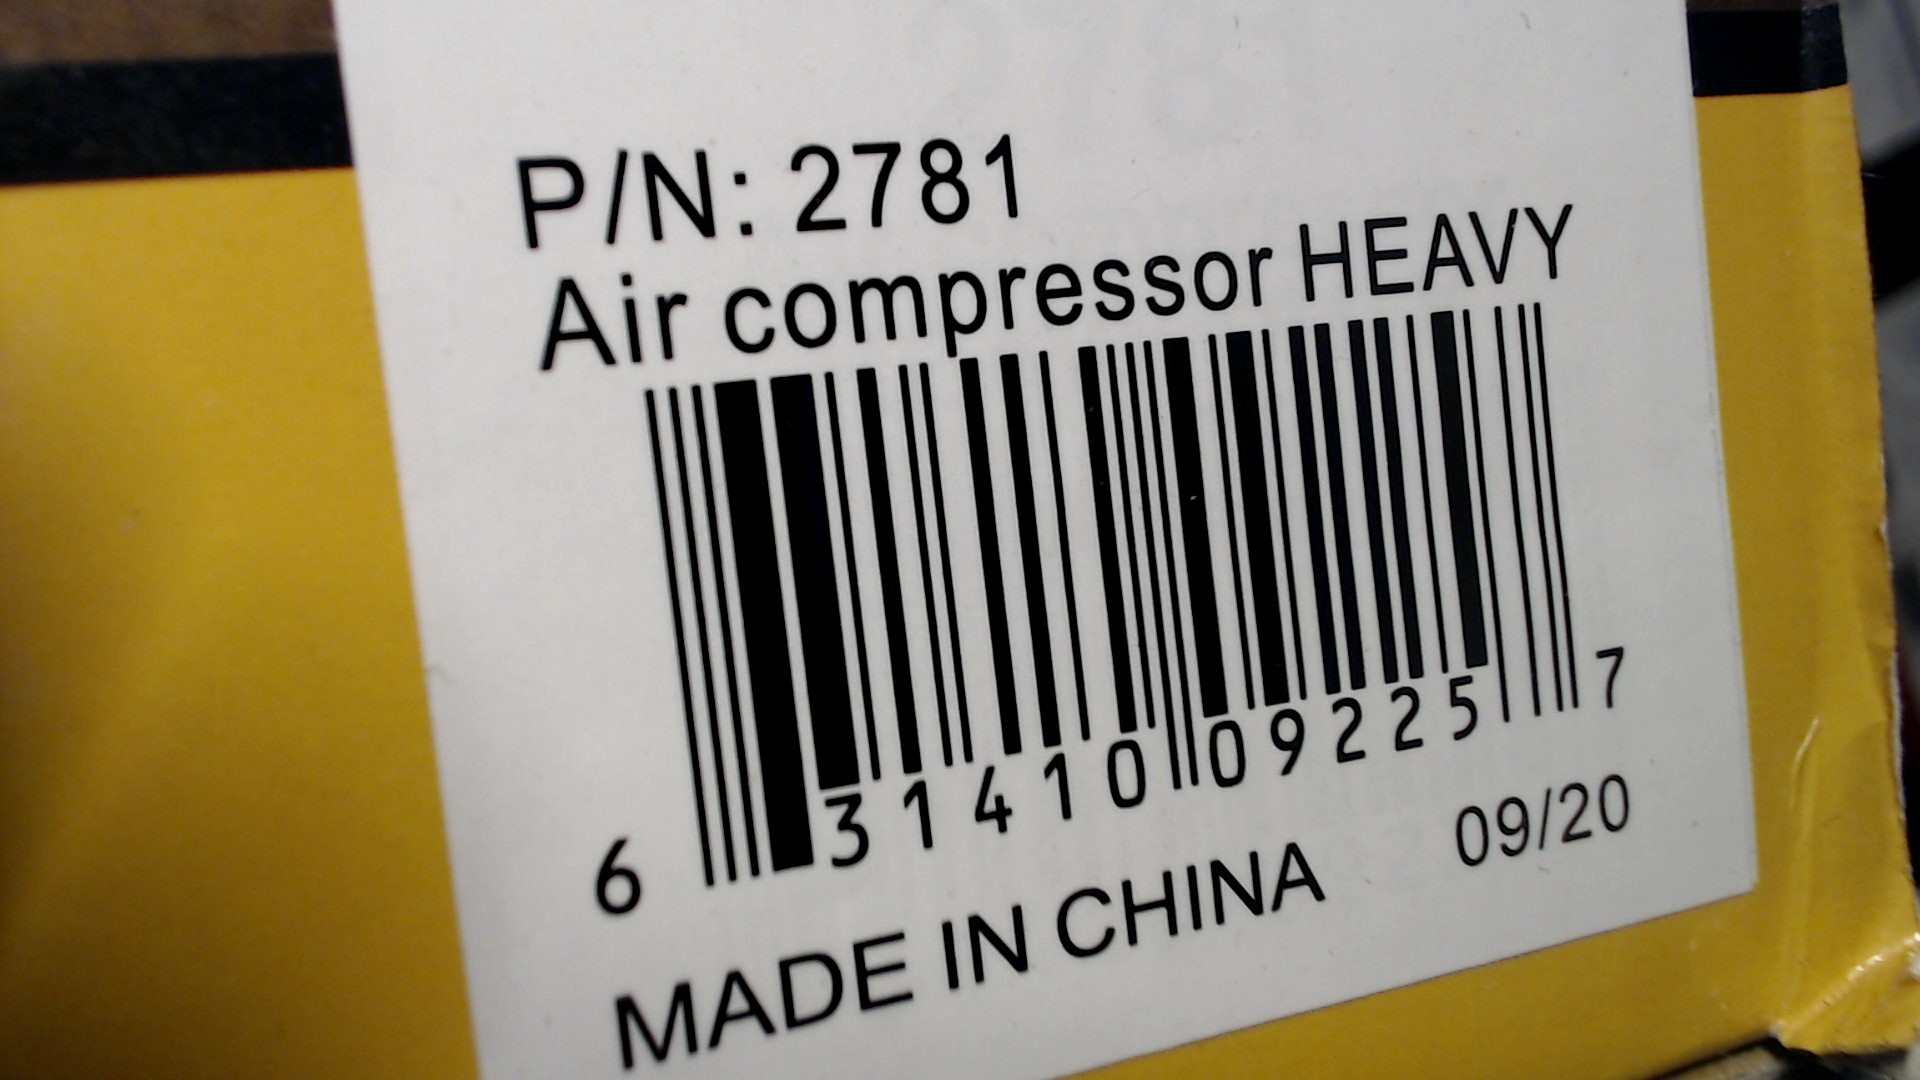 P/N: 2781
Air compressor HEAVY
6 31410 09225 7
09/20
MADE IN CHINA